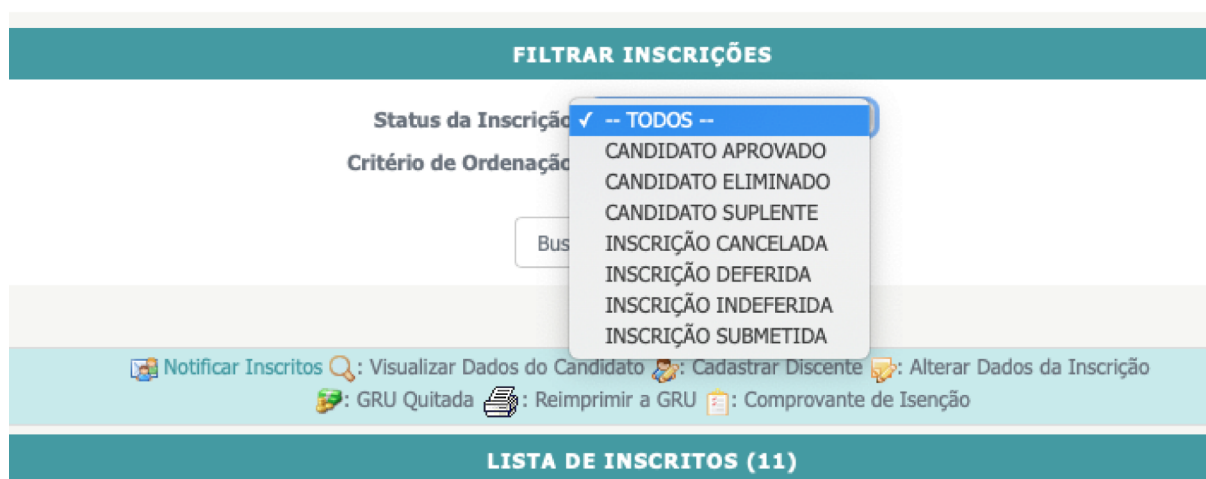 FILTRAR INSCRIÇÕES
Status da Inscrição ✓ -- TODOS --
CANDIDATO APROVADO
Critério de Ordenação
CANDIDATO ELIMINADO
CANDIDATO SUPLENTE
Bus INSCRIÇÃO CANCELADA
INSCRIÇÃO DEFERIDA
INSCRIÇÃO INDEFERIDA
INSCRIÇÃO SUBMETIDA
Notificar Inscritos : Visualizar Dados do Candidato : Cadastrar Discente : Alterar Dados da Inscrição
: GRU Quitada : Reimprimir a GRU : Comprovante de Isenção
LISTA DE INSCRITOS (11)